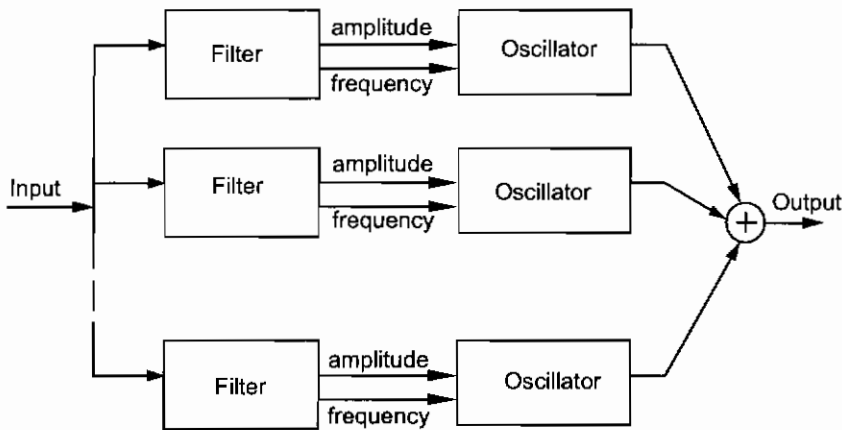 amplitude
Filter
Oscillator
frequency
amplitude
Input
Filter
Oscillator
frequency
Output
+
amplitude
Filter
Oscillator
frequency